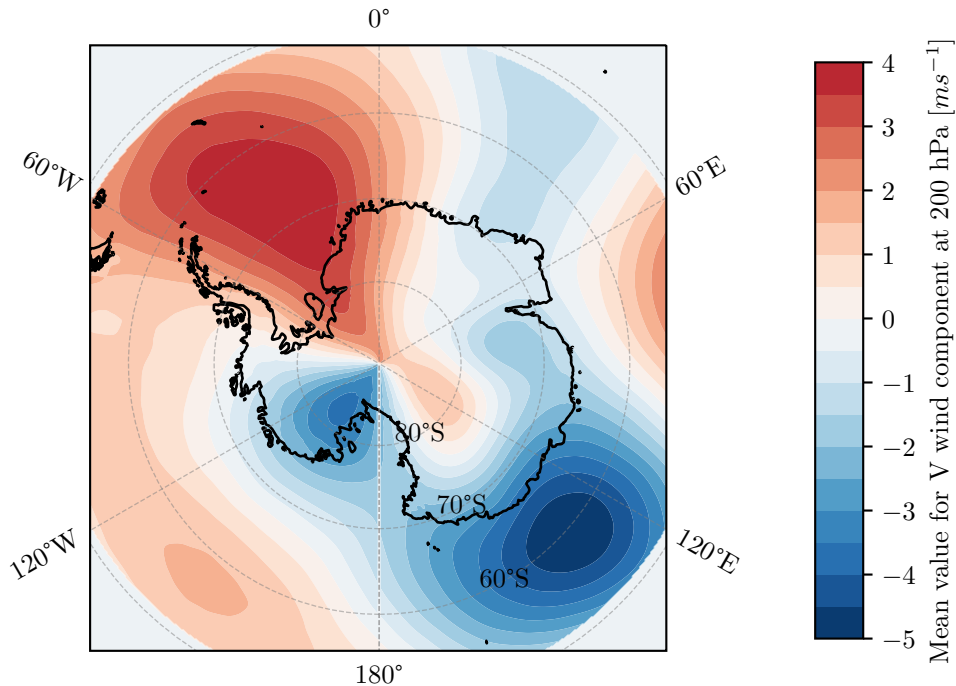 0°
60°W
60°E
80°S
70°S
60°S
120°W
120°E
180°
4
3
2
1
0
−1
−2
−3
−4
−5
Mean value for V wind component at 200 hPa [ms⁻¹]